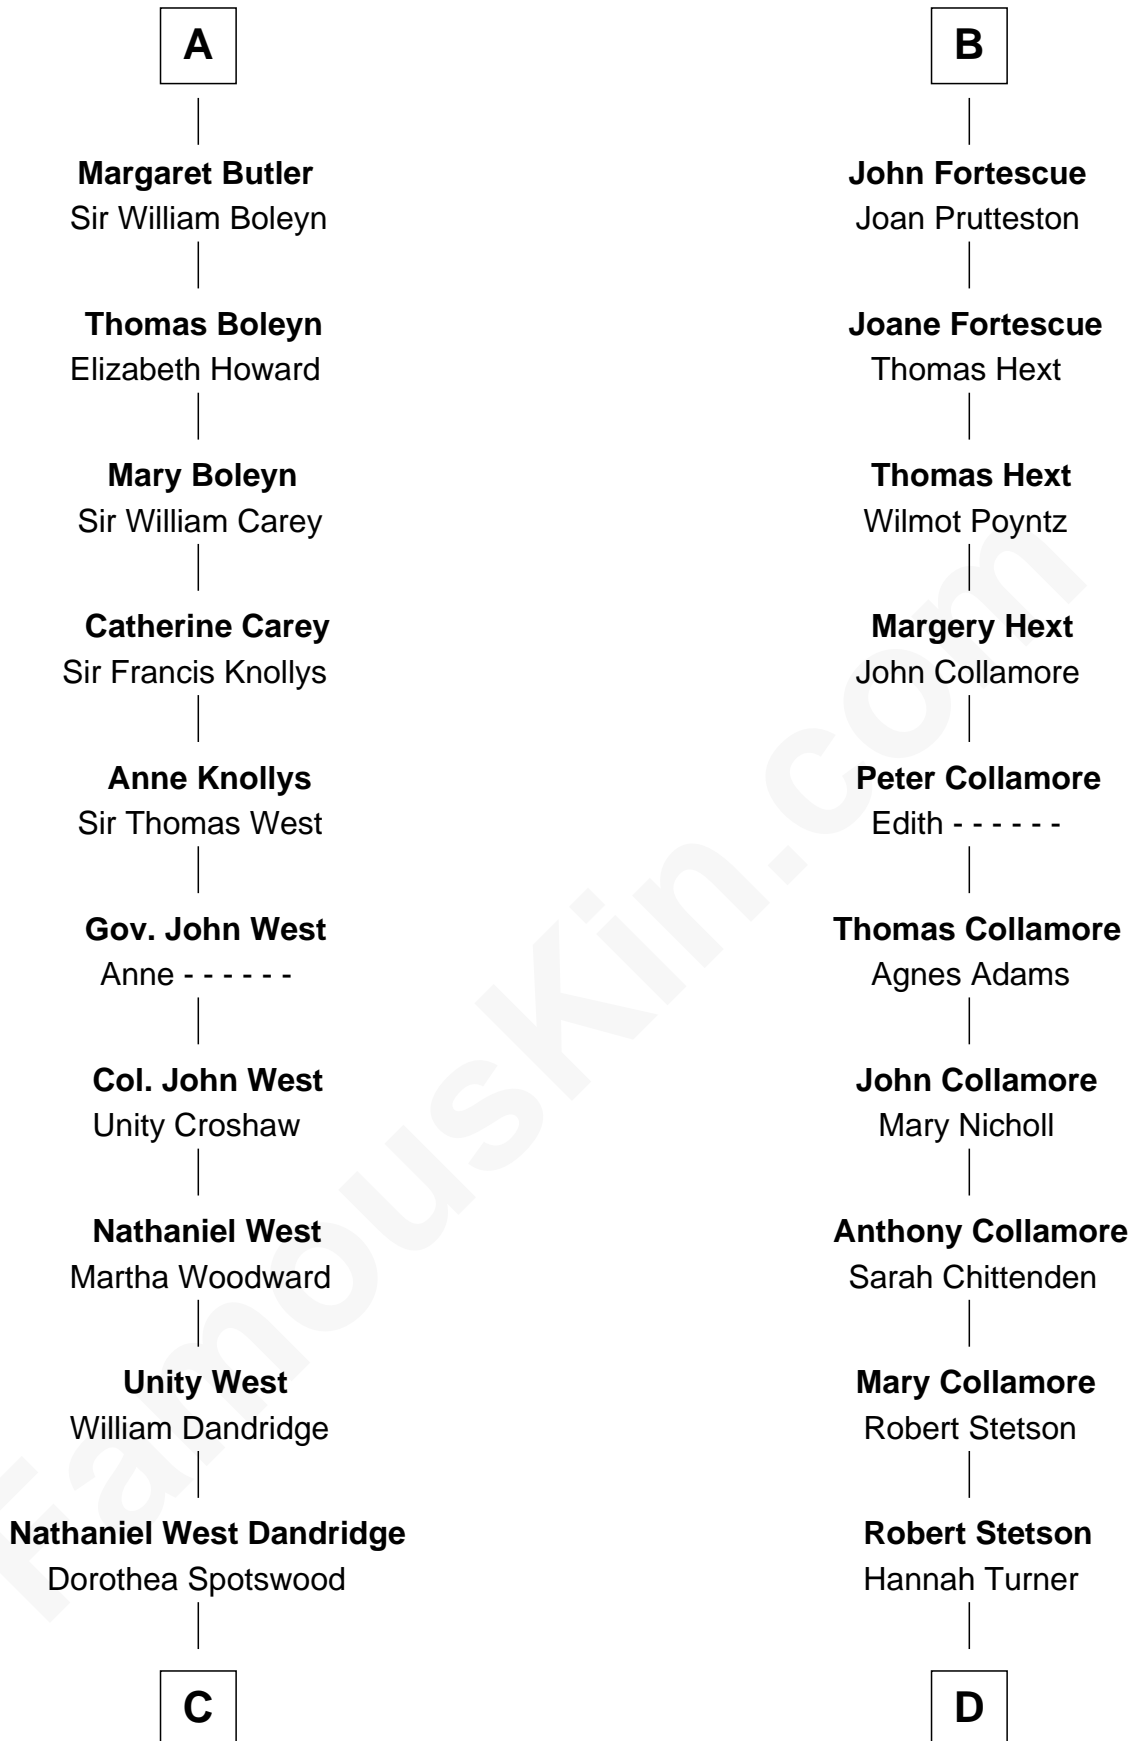 A
Margaret Butler
Sir William Boleyn
Thomas Boleyn
Elizabeth Howard
Mary Boleyn
Sir William Carey
Catherine Carey
Sir Francis Knollys
Anne Knollys
Sir Thomas West
Gov. John West
Anne - - - - - -
Col. John West
Unity Croshaw
Nathaniel West
Martha Woodward
Unity West
William Dandridge
Nathaniel West Dandridge
Dorothea Spotswood
C
B
John Fortescue
Joan Prutteston
Joane Fortescue
Thomas Hext
Thomas Hext
Wilmot Poyntz
Margery Hext
John Collamore
Peter Collamore
Edith - - - - - -
Thomas Collamore
Agnes Adams
John Collamore
Mary Nicholl
Anthony Collamore
Sarah Chittenden
Mary Collamore
Robert Stetson
Robert Stetson
Hannah Turner
D
FamousKin.com